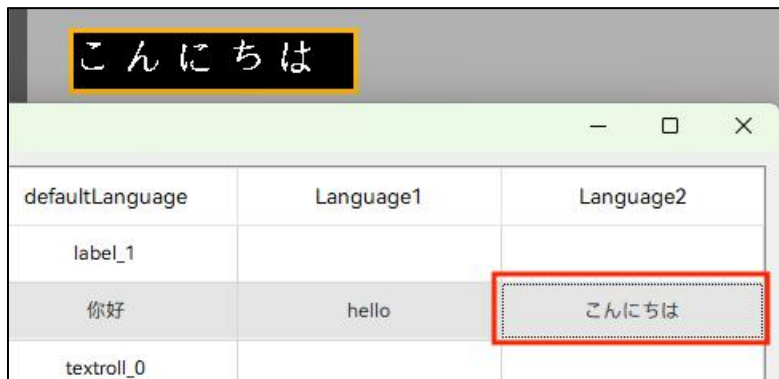 こんにちは
defaultLanguage Language1 Language2
label_1
你好 hello こんにちは
textroll_0